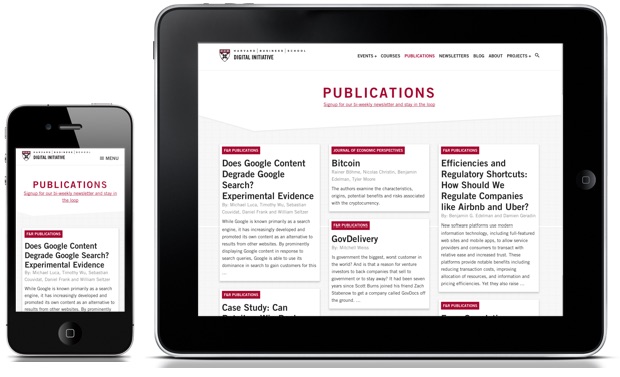 HARVARD | BUSINESS | SCHOOL
DIGITAL INITIATIVE
≡ MENU
PUBLICATIONS
Signup for our bi-weekly newsletter and stay in
the loop
F&R PUBLICATIONS
Does Google Content
Degrade Google Search?
Experimental Evidence
By: Michael Luca, Timothy Wu, Sebastian
Couvidat, Daniel Frank and William Seltzer
While Google is known primarily as a search
engine, it has increasingly developed and
promoted its own content as an alternative to
results from other websites. By prominently
HARVARD | BUSINESS | SCHOOL
DIGITAL INITIATIVE
EVENTS COURSES PUBLICATIONS NEWSLETTERS BLOG ABOUT PROJECTS
PUBLICATIONS
Signup for our bi-weekly newsletter and stay in the loop
F&R PUBLICATIONS
Does Google Content
Degrade Google
Search?
Experimental Evidence
By: Michael Luca, Timothy Wu, Sebastian
Couvidat, Daniel Frank and William Seltzer
While Google is known primarily as a search
engine, it has increasingly developed and
promoted its own content as an alternative to
results from other websites. By prominently
displaying Google content in response to
search queries, Google is able to use its
dominance in search to gain customers for this
...
F&R PUBLICATIONS
Case Study: Can
JOURNAL OF ECONOMIC PERSPECTIVES
Bitcoin
Rainer Böhme, Nicolas Christin, Benjamin
Edelman, Tyler Moore
The authors examine the characteristics,
origins, potential benefits and risks associated
with the cryptocurrency.
F&R PUBLICATIONS
GovDelivery
By: Mitchell Weiss
Is government the biggest, worst customer in
the world? And is that a reason for venture
investors to back companies that sell to
government or to stay away? It had been seven
years since Scott Burns joined his friend Zach
Stabenow to get a company called GovDocs off
the ground. ...
F&R PUBLICATIONS
F&R PUBLICATIONS
Efficiencies and
Regulatory Shortcuts:
How Should We
Regulate Companies
like Airbnb and Uber?
By: Benjamin G. Edelman and Damien Geradin
New software platforms use modern
information technology, including full-featured
web sites and mobile apps, to allow service
providers and consumers to transact with
relative ease and increased trust. These
platforms provide notable benefits including
reducing transaction costs, improving
allocation of resources, and information and
pricing efficiencies. Yet they also raise ...
F&R PUBLICATIONS